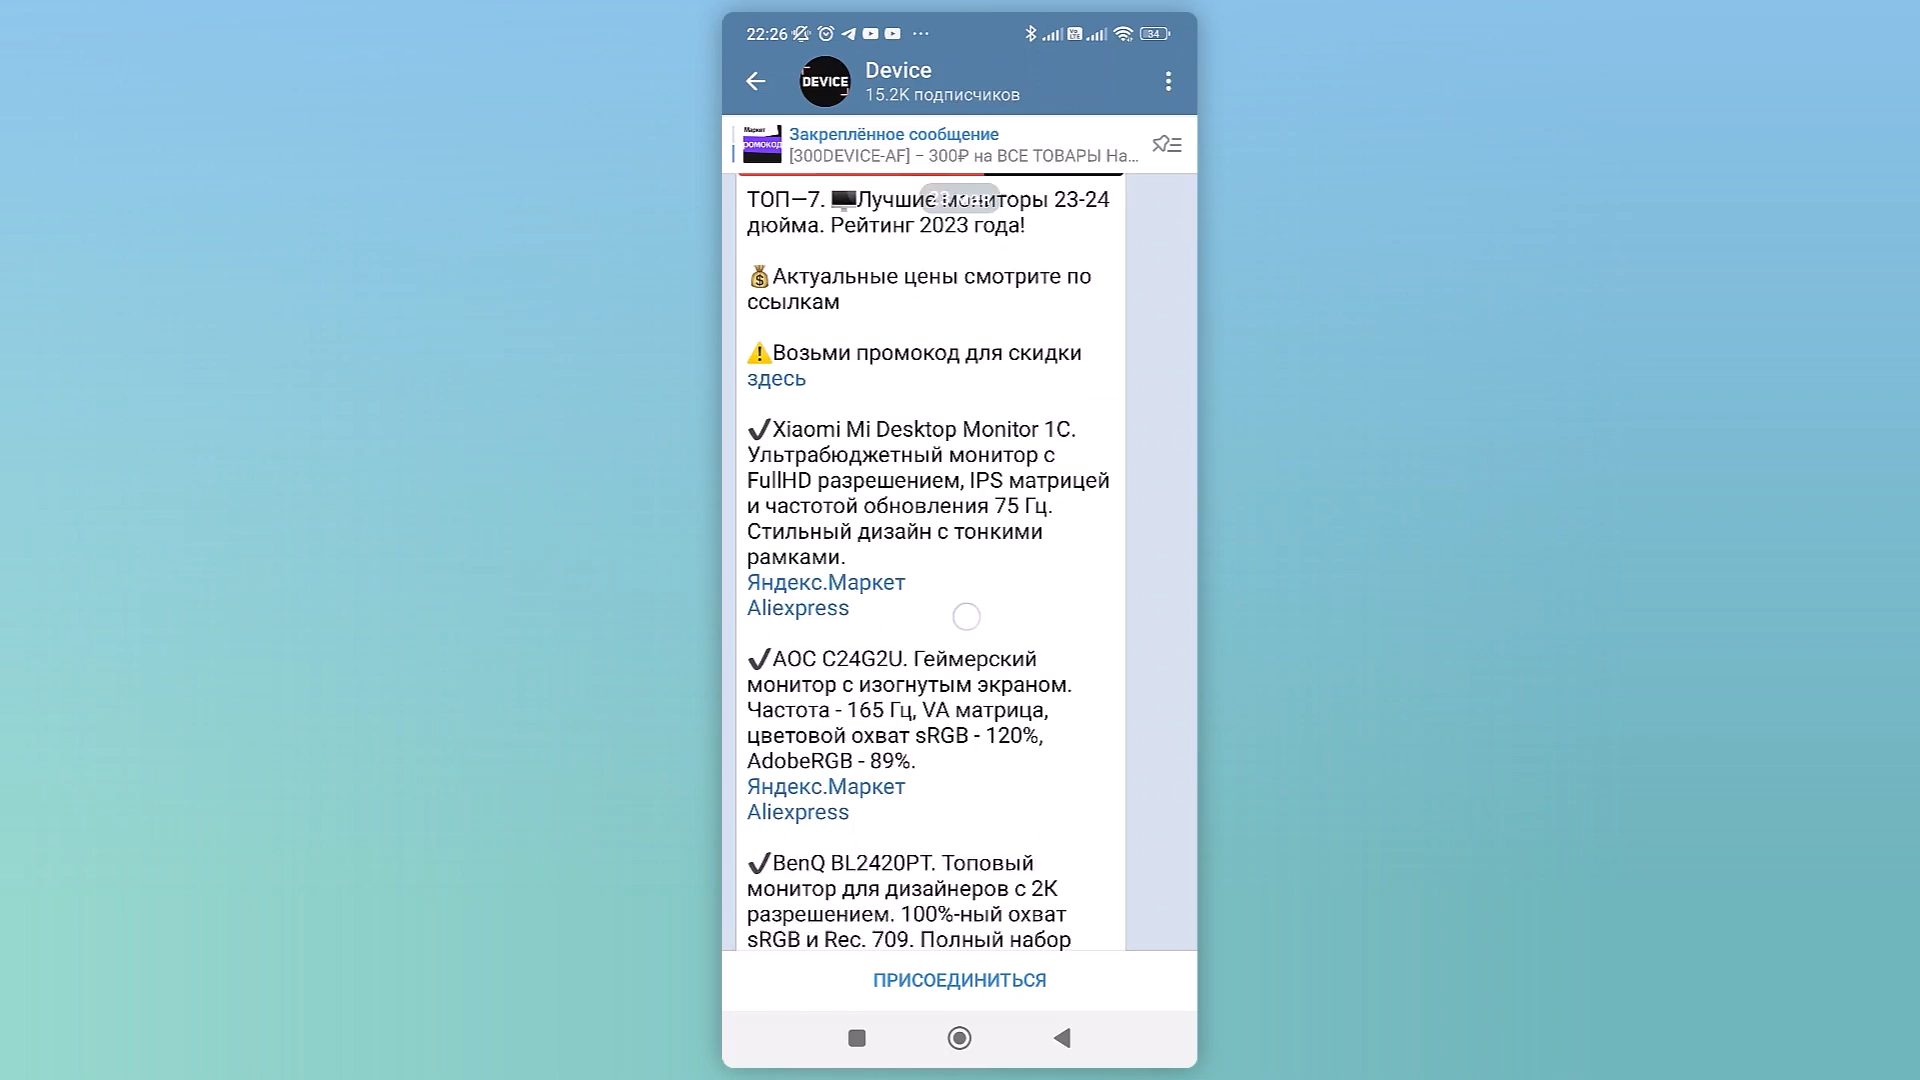 22:26
34
DEVICE
Device
15.2K подписчиков
Маркет
РОМОКОД
Закреплённое сообщение
[300DEVICE-AF] – 300₽ на ВСЕ ТОВАРЫ На...
ТОП—7. Лучшие мониторы 23-24
дюйма. Рейтинг 2023 года!
Актуальные цены смотрите по
ссылкам
Возьми промокод для скидки
здесь
Xiaomi Mi Desktop Monitor 1C.
Ультрабюджетный монитор с
FullHD разрешением, IPS матрицей
и частотой обновления 75 Гц.
Стильный дизайн с тонкими
рамками.
Яндекс.Маркет
Aliexpress
AOC C24G2U. Геймерский
монитор с изогнутым экраном.
Частота - 165 Гц, VA матрица,
цветовой охват sRGB - 120%,
AdobeRGB - 89%.
Яндекс.Маркет
Aliexpress
BenQ BL2420PT. Топовый
монитор для дизайнеров с 2К
разрешением. 100%-ный охват
sRGB и Rec. 709. Полный набор
ПРИСОЕДИНИТЬСЯ